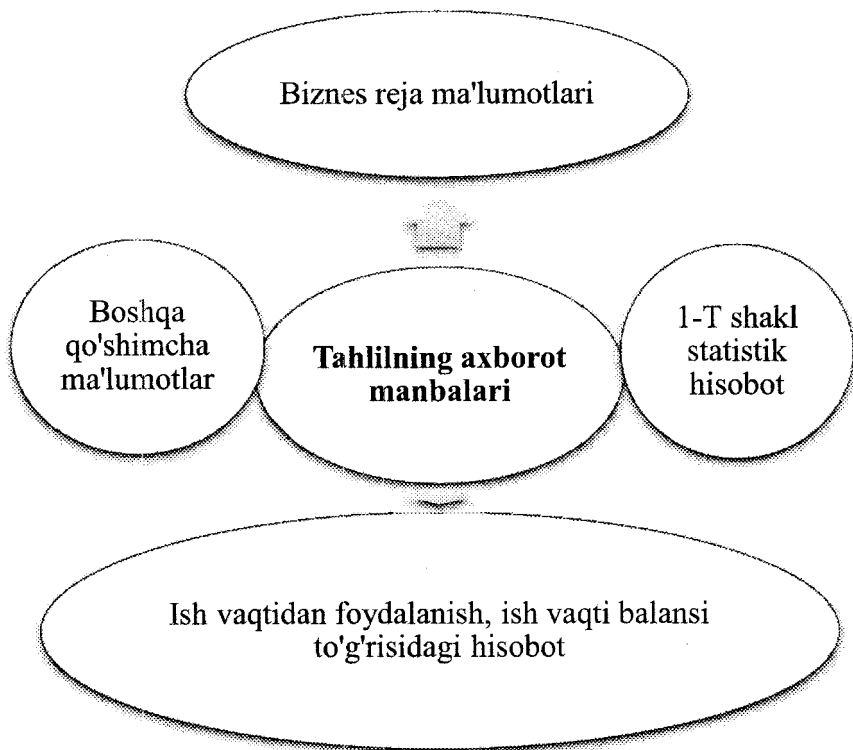 Biznes reja ma'lumotlari
Boshqa
qo'shimcha
ma'lumotlar
Tahlilning axborot
manbalari
1-T shakl
statistik
hisobot
Ish vaqtidan foydalanish, ish vaqti balansi
to'g'risidagi hisobot